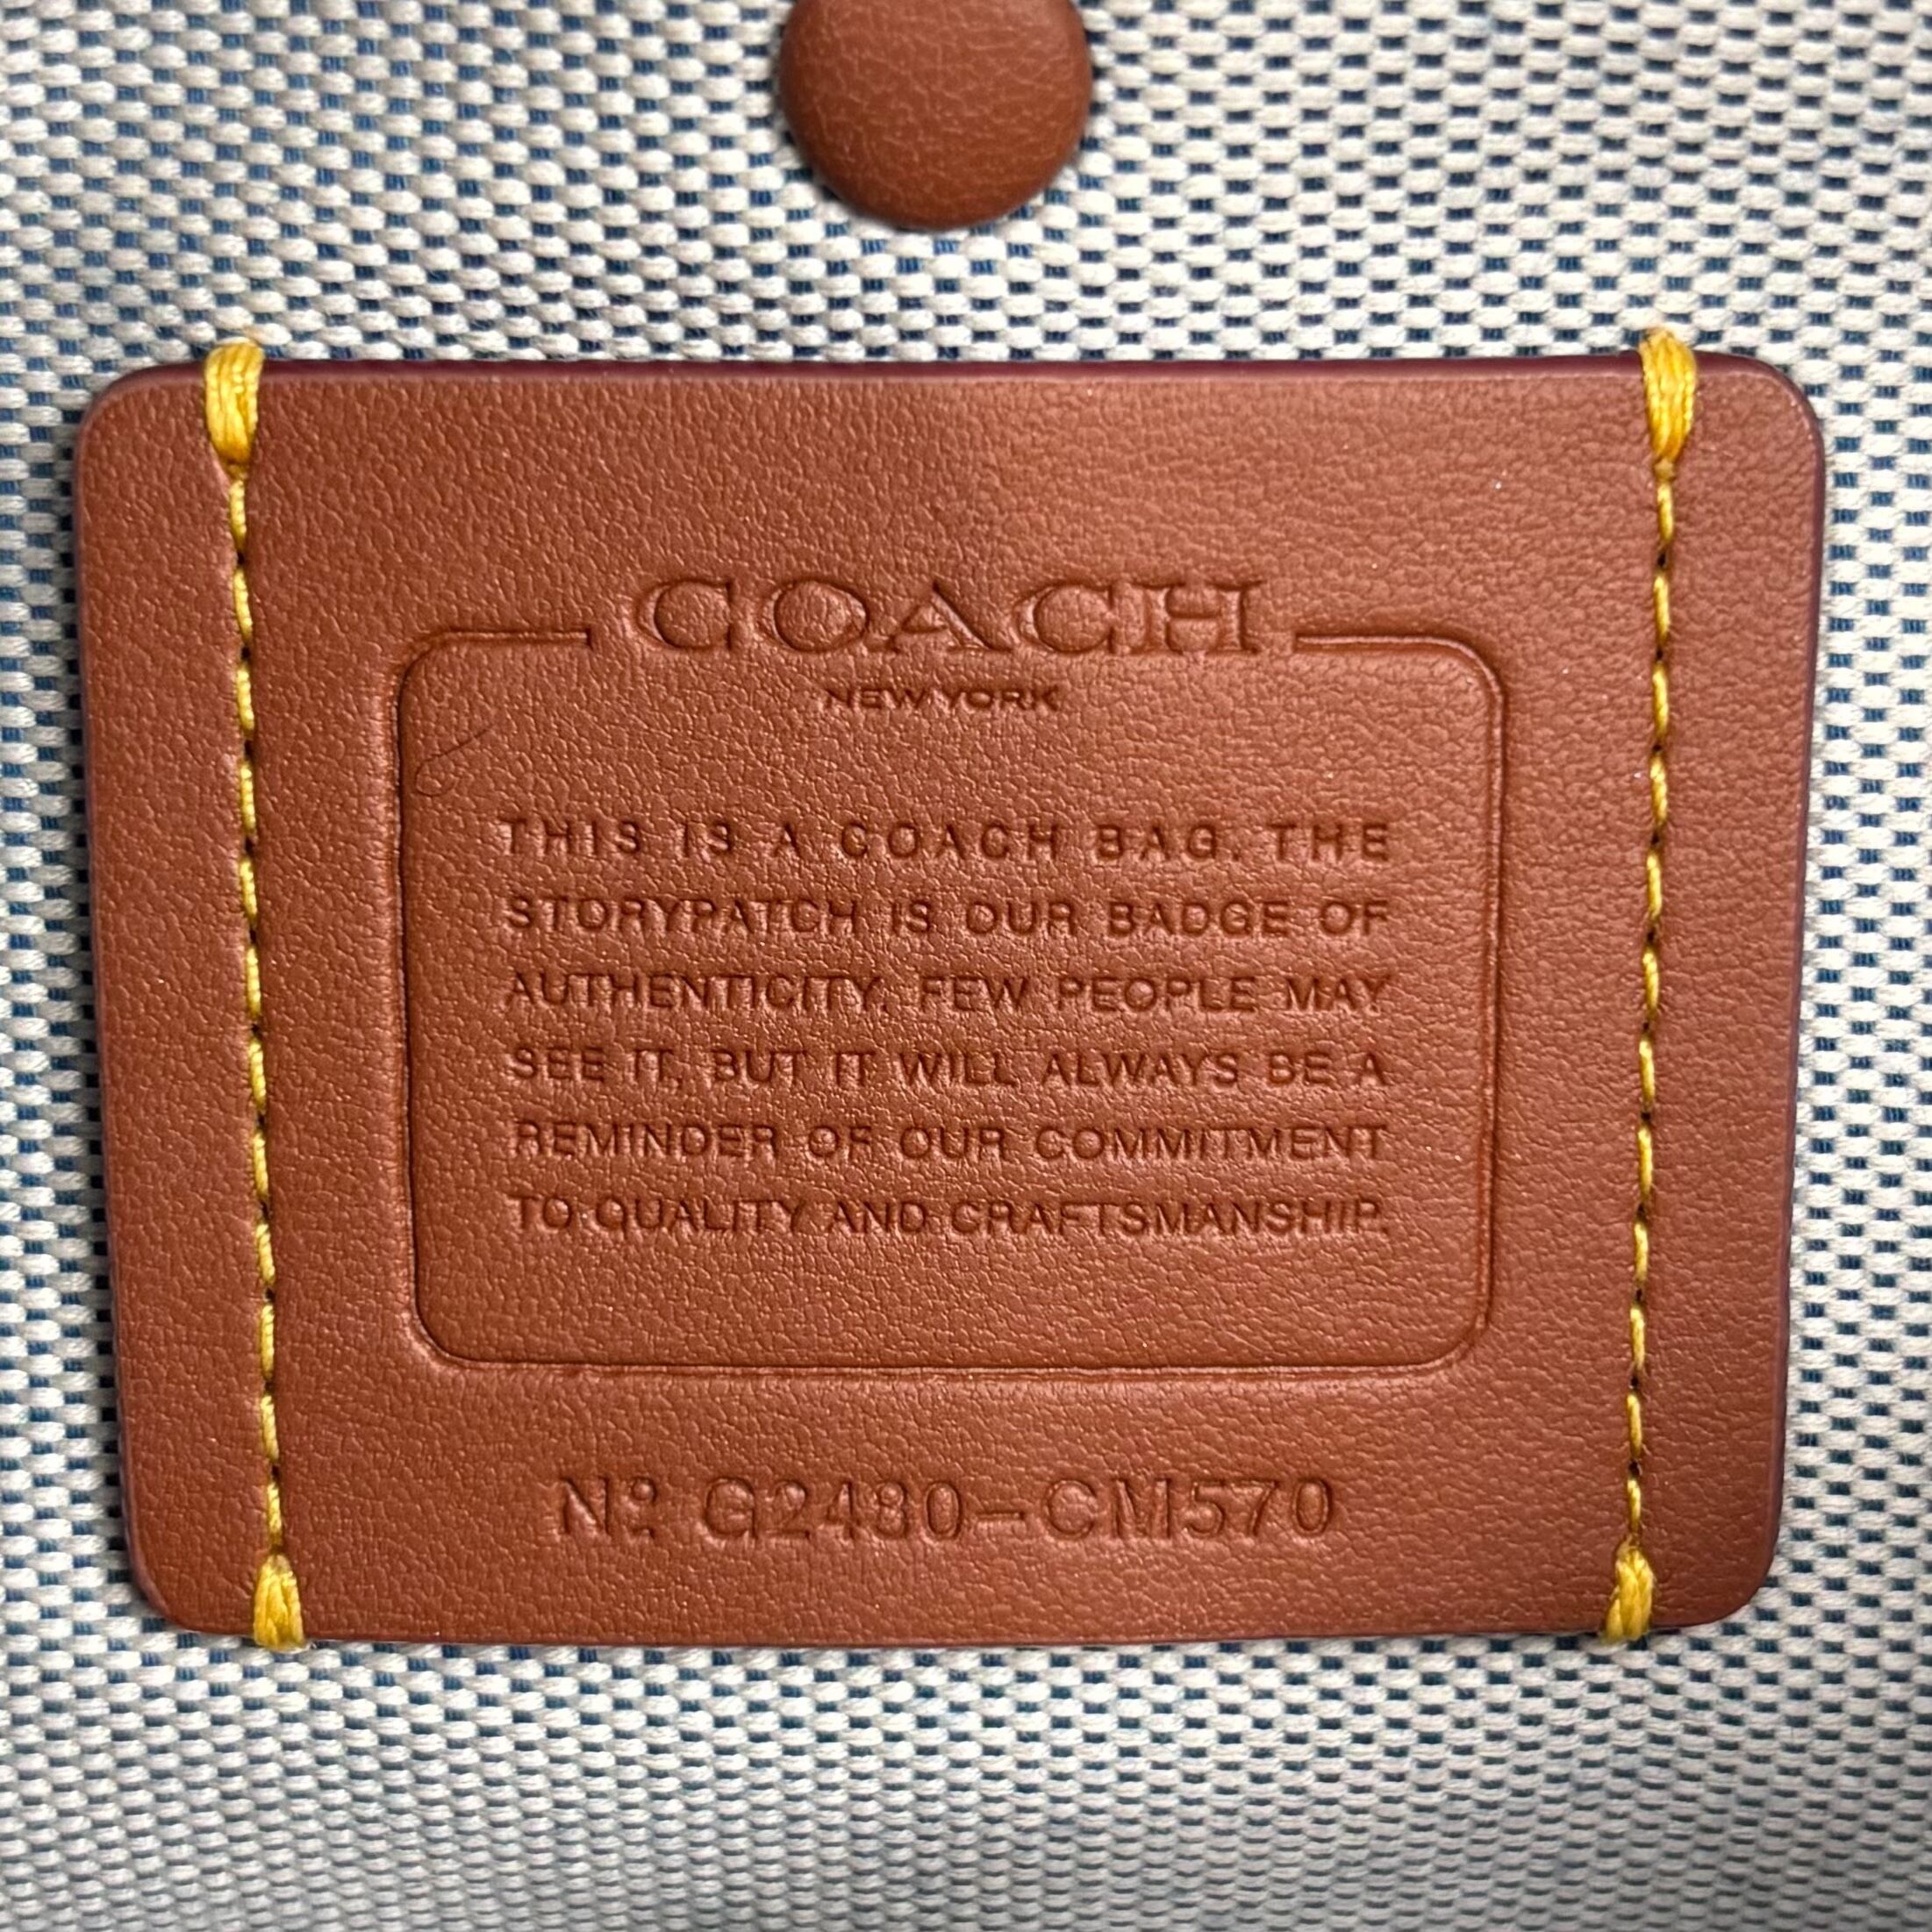 COACH
NEW YORK
THIS IS A COACH BAG. THE
STORYPATCH IS OUR BADGE OF
AUTHENTICITY. FEW PEOPLE MAY
SEE IT, BUT IT WILL ALWAYS BE A
REMINDER OF OUR COMMITMENT
TO QUALITY AND CRAFTSMANSHIP.
Nº G2480-CM570